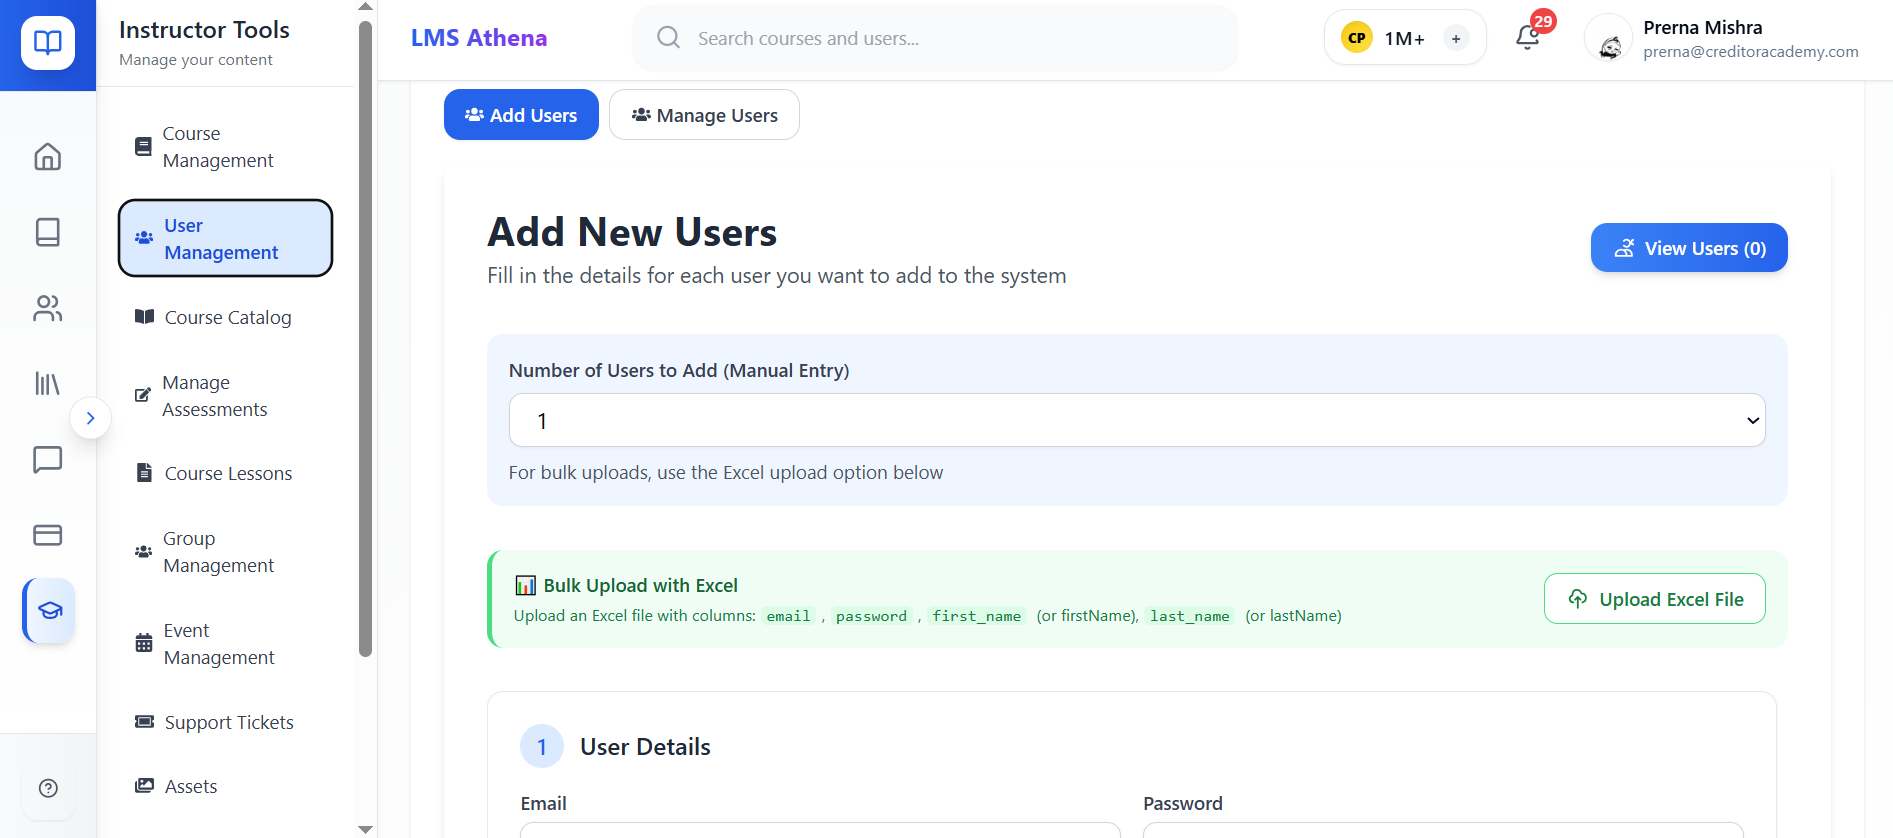 Instructor Tools
Manage your content
Course
Management
User
Management
Course Catalog
Manage
Assessments
Course Lessons
Group
Management
Event
Management
Support Tickets
Assets
LMS Athena
Search courses and users...
CP 1M+ +
29
Prerna Mishra
prerna@creditoracademy.com
Add Users
Manage Users
Add New Users
Fill in the details for each user you want to add to the system
View Users (0)
Number of Users to Add (Manual Entry)
1
For bulk uploads, use the Excel upload option below
Bulk Upload with Excel
Upload an Excel file with columns: email , password , first_name (or firstName), last_name (or lastName)
Upload Excel File
1 User Details
Email
Password